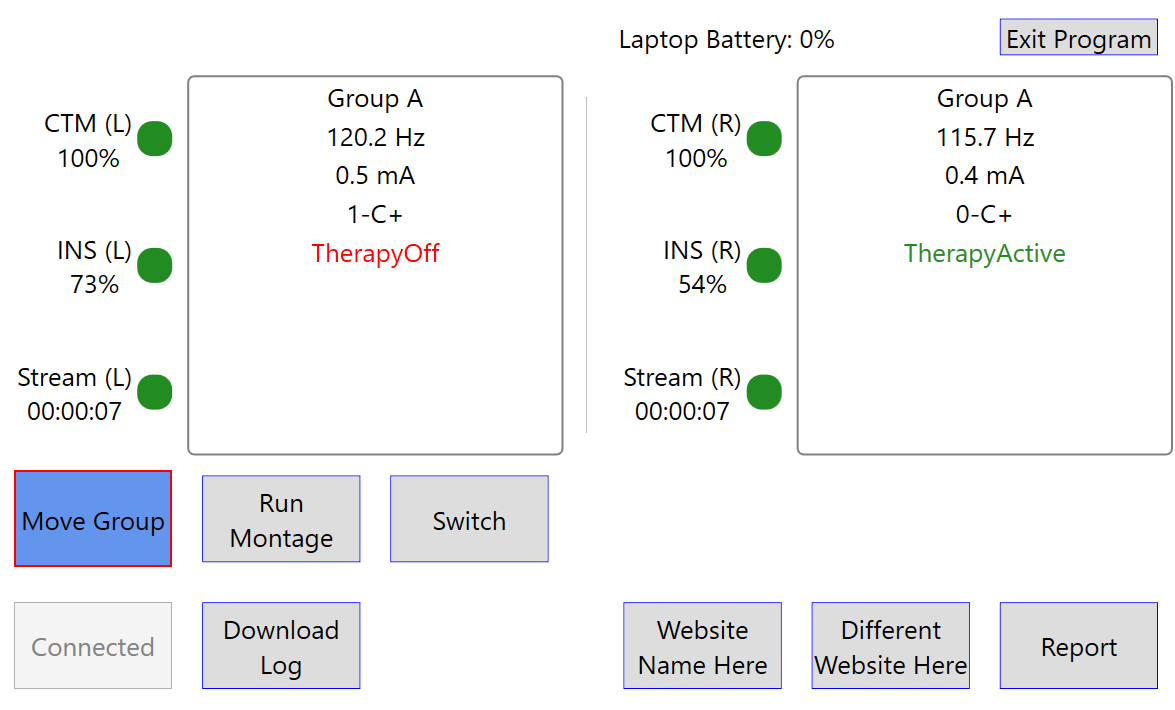 Laptop Battery: 0%
Exit Program
CTM (L)
100%
INS (L)
73%
Stream (L)
00:00:07
Group A
120.2 Hz
0.5 mA
1-C+
TherapyOff
CTM (R)
100%
INS (R)
54%
Stream (R)
00:00:07
Group A
115.7 Hz
0.4 mA
0-C+
TherapyActive
Move Group
Run
Montage
Switch
Connected
Download
Log
Website
Name Here
Different
Website Here
Report